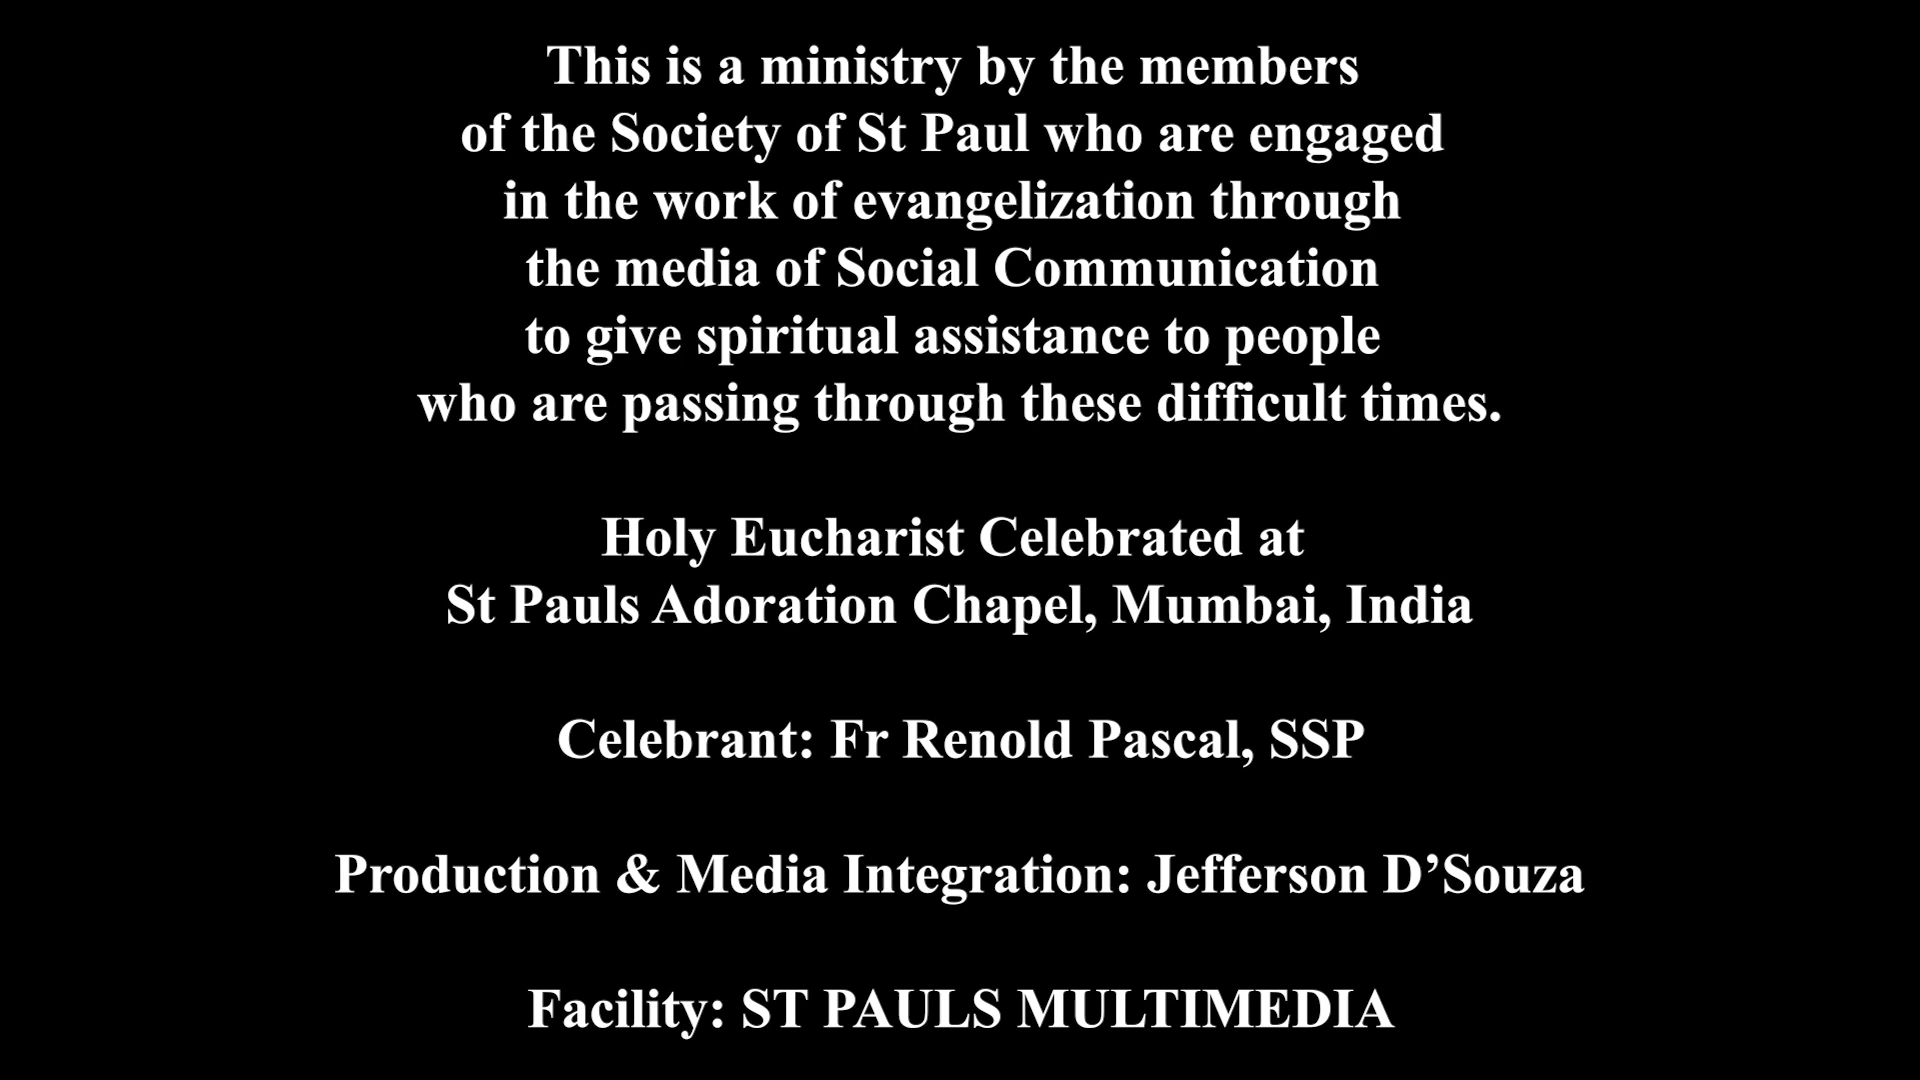 This is a ministry by the members
of the Society of St Paul who are engaged
in the work of evangelization through
the media of Social Communication
to give spiritual assistance to people
who are passing through these difficult times.
Holy Eucharist Celebrated at
St Pauls Adoration Chapel, Mumbai, India
Celebrant: Fr Renold Pascal, SSP
Production & Media Integration: Jefferson D’Souza
Facility: ST PAULS MULTIMEDIA